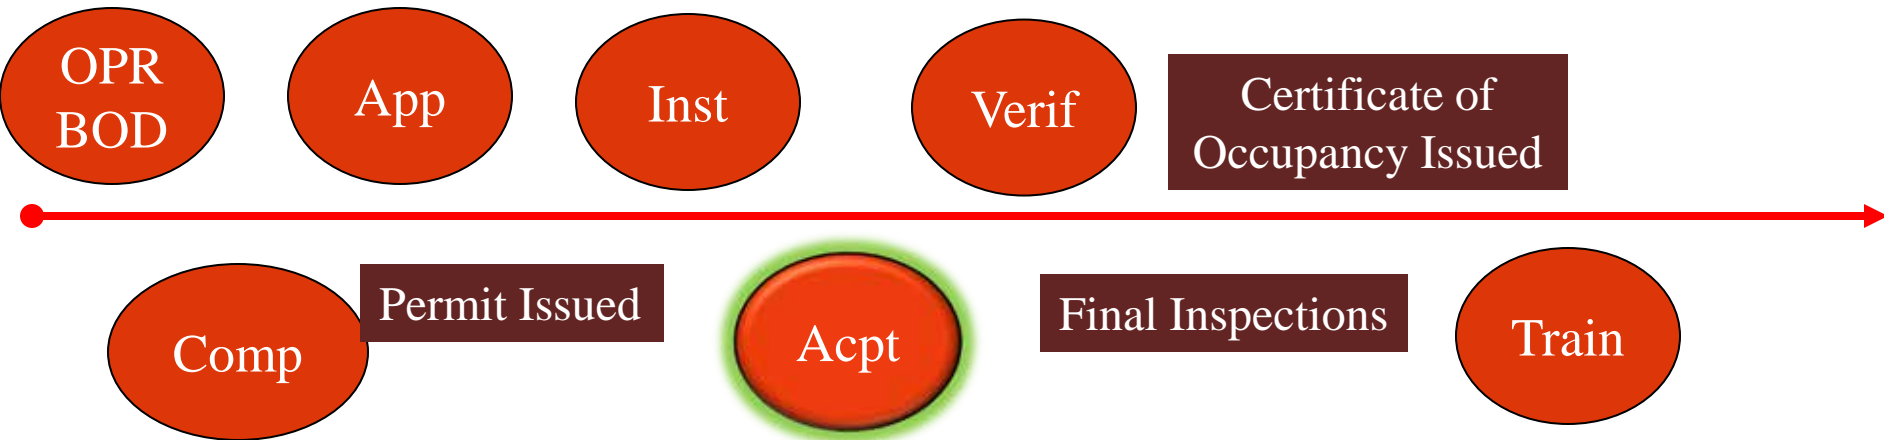 OPR
BOD
App
Inst
Verif
Certificate of
Occupancy Issued
Comp
Permit Issued
Acpt
Final Inspections
Train